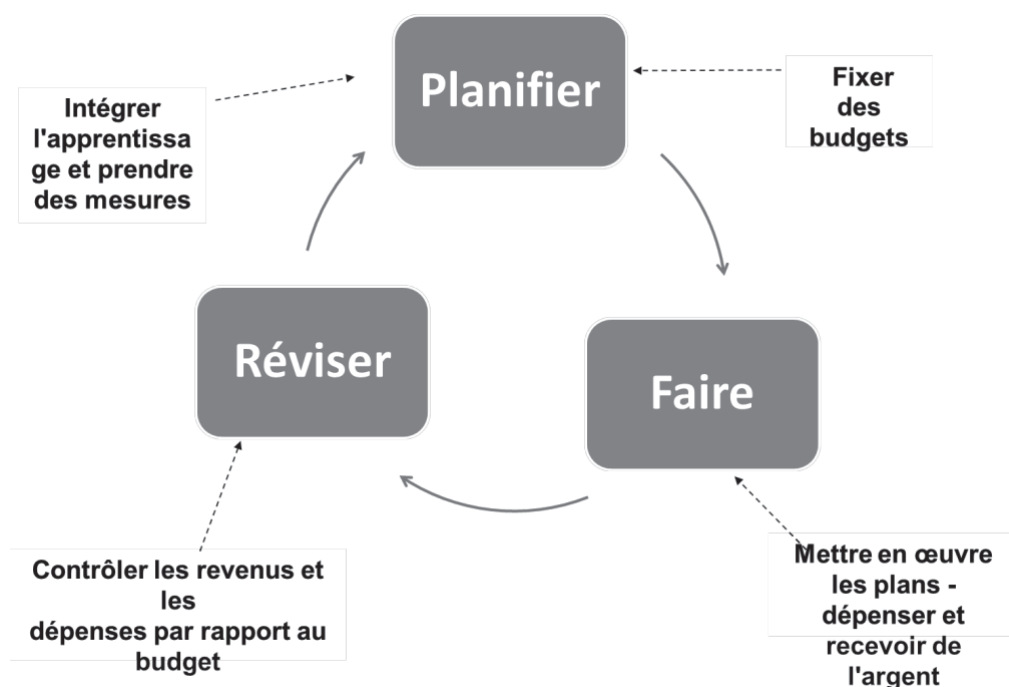 Planifier
Fixer
des
budgets
Intégrer
l'apprentissa
ge et prendre
des mesures
Réviser
Faire
Contrôler les revenus et
les
dépenses par rapport au
budget
Mettre en œuvre
les plans -
dépenser et
recevoir de
l'argent